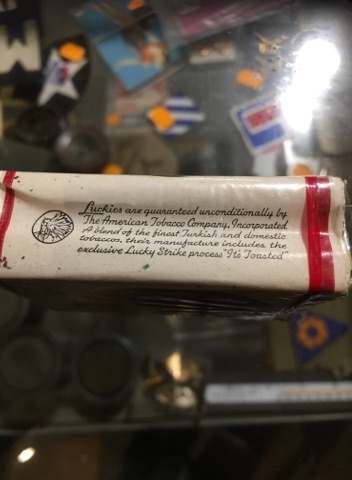 Luckies are guaranteed unconditionally by
The American Tobacco Company, Incorporated
A blend of the finest Turkish and domestic
tobaccos, their manufacture includes the
exclusive Lucky Strike process "It's Toasted"